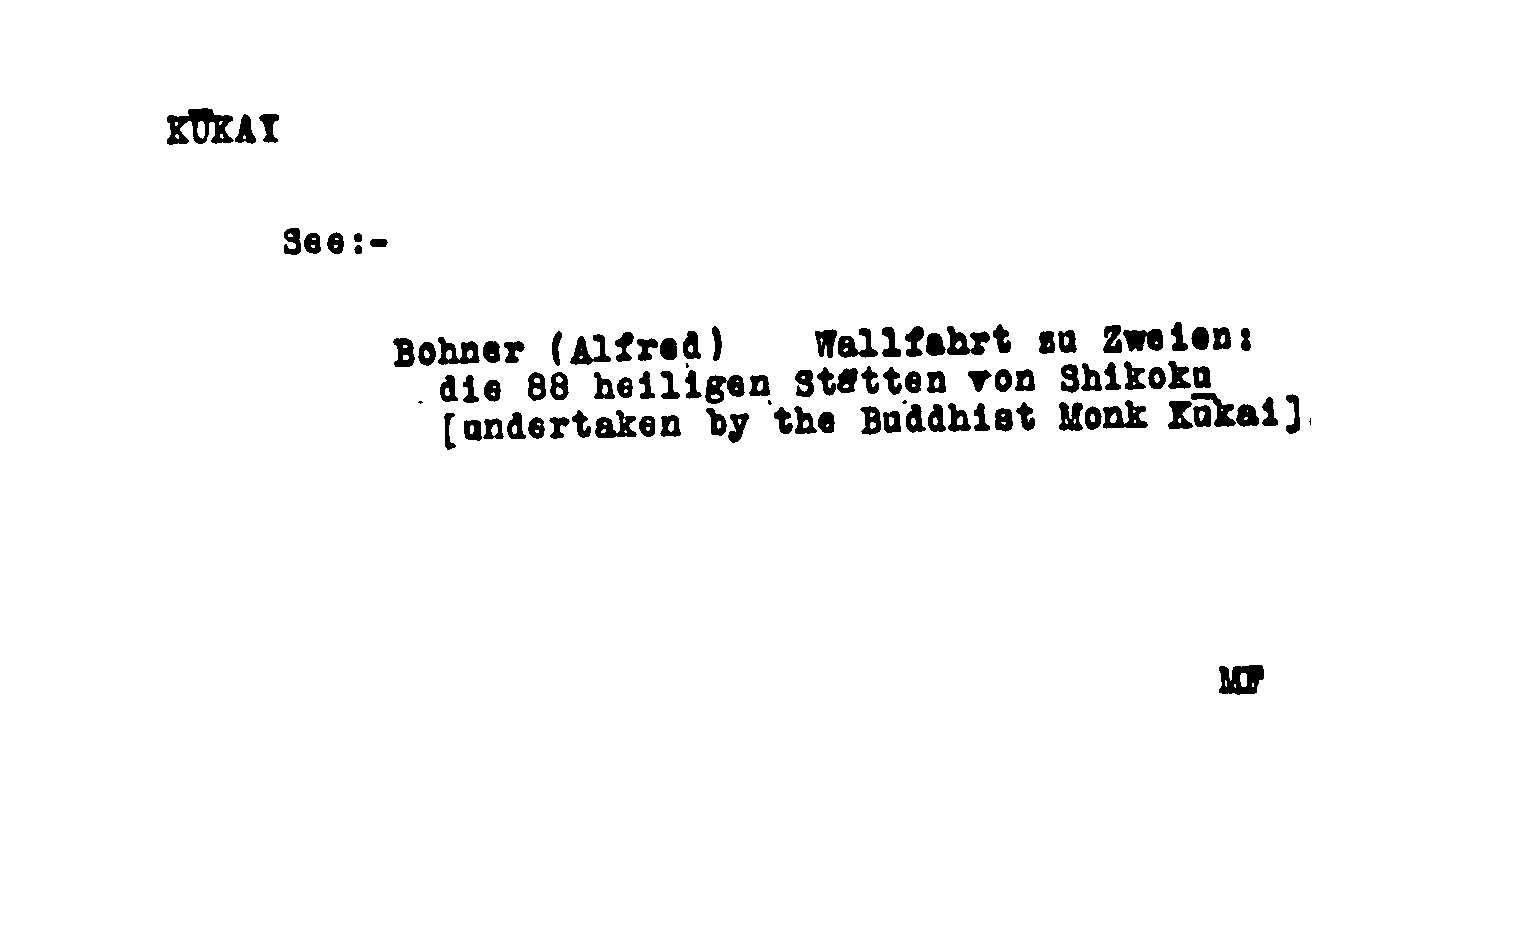 KŪKAI
See:-
Bohner (Alfred) Wallfahrt zu Zweien:
die 88 heiligen Stätten von Shikoku
[undertaken by the Buddhist Monk Kūkai]
MF